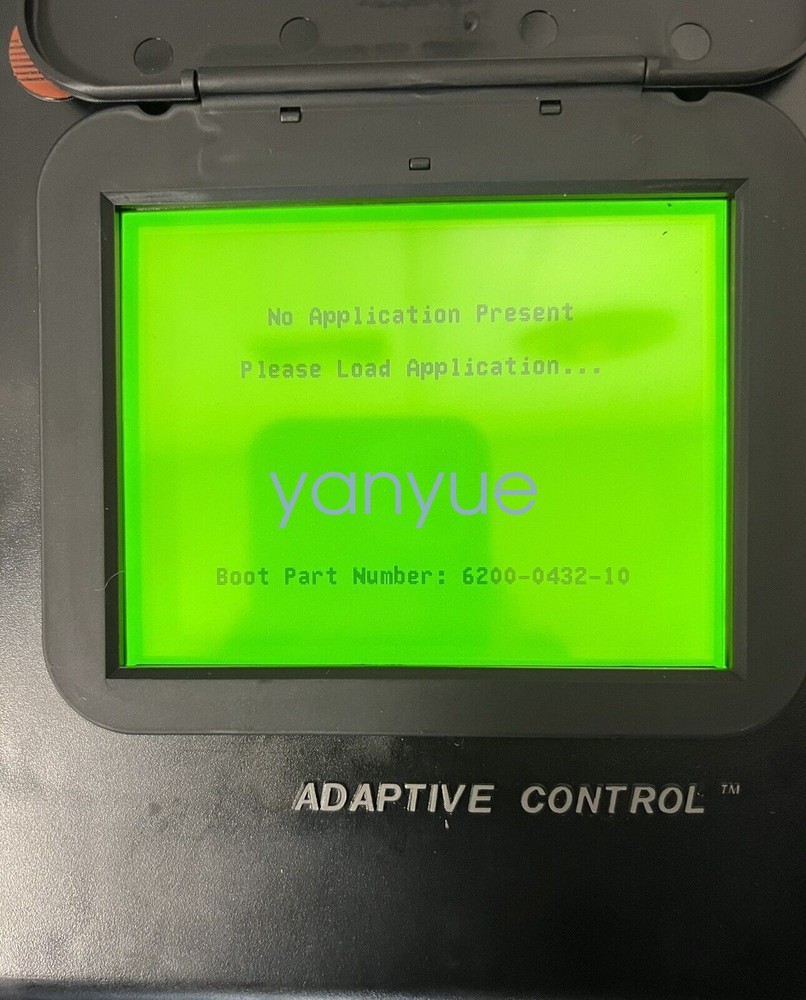 No Application Present
Please Load Application...
yanyue
Boot Part Number: 6200-0432-10
ADAPTIVE CONTROL™